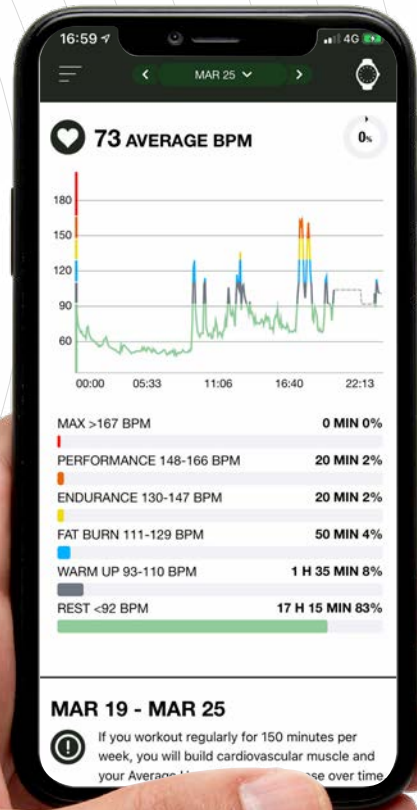 16:59
4G
MAR 25
73 AVERAGE BPM
0%
180
150
120
90
60
00:00 05:33 11:06 16:40 22:13
MAX >167 BPM 0 MIN 0%
PERFORMANCE 148-166 BPM 20 MIN 2%
ENDURANCE 130-147 BPM 20 MIN 2%
FAT BURN 111-129 BPM 50 MIN 4%
WARM UP 93-110 BPM 1 H 35 MIN 8%
REST <92 BPM 17 H 15 MIN 83%
MAR 19 - MAR 25
If you workout regularly for 150 minutes per
week, you will build cardiovascular muscle and
your Average over time